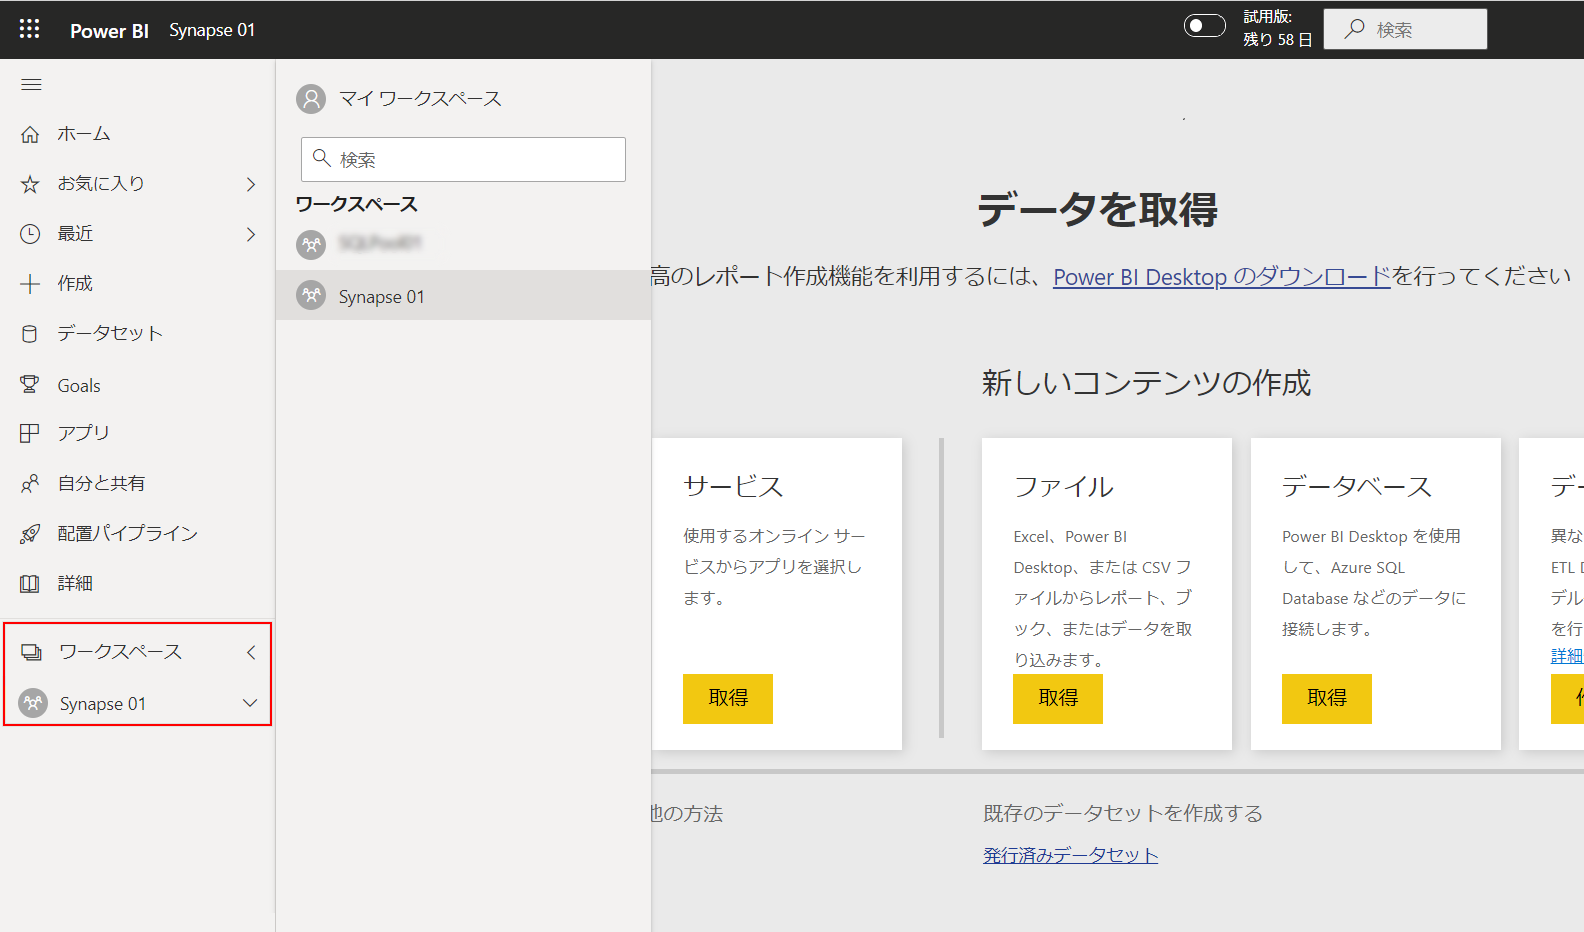 Power BI Synapse 01
試用版:
残り 58 日
検索
ホーム
お気に入り
最近
作成
データセット
Goals
アプリ
自分と共有
配置パイプライン
詳細
ワークスペース
Synapse 01
マイ ワークスペース
検索
ワークスペース
Synapse 01
データを取得
高のレポート作成機能を利用するには、Power BI Desktop のダウンロードを行ってください
新しいコンテンツの作成
サービス
使用するオンライン サー
ビスからアプリを選択し
ます。
取得
ファイル
Excel、Power BI
Desktop、または CSV フ
ァイルからレポート、ブ
ック、またはデータを取
り込みます。
取得
データベース
Power BI Desktop を使用
して、Azure SQL
Database などのデータに
接続します。
取得
デー
異な
ETL D
デル
を行
詳細
作
他の方法
既存のデータセットを作成する
発行済みデータセット